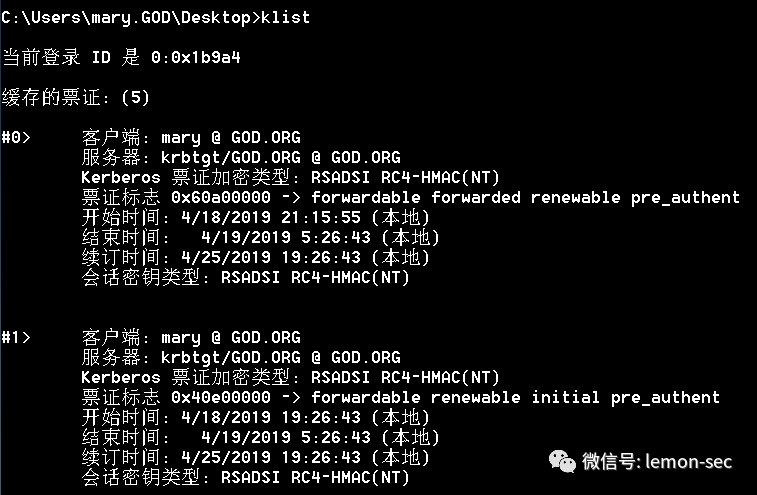 C:\Users\mary.GOD\Desktop>klist
当前登录 ID 是 0:0x1b9a4
缓存的票证: (5)
#0> 客户端: mary @ GOD.ORG
服务器: krbtgt/GOD.ORG @ GOD.ORG
Kerberos 票证加密类型: RSADSI RC4-HMAC(NT)
票证标志 0x60a00000 -> forwardable forwarded renewable pre_authent
开始时间: 4/18/2019 21:15:55 (本地)
结束时间: 4/19/2019 5:26:43 (本地)
续订时间: 4/25/2019 19:26:43 (本地)
会话密钥类型: RSADSI RC4-HMAC(NT)
#1> 客户端: mary @ GOD.ORG
服务器: krbtgt/GOD.ORG @ GOD.ORG
Kerberos 票证加密类型: RSADSI RC4-HMAC(NT)
票证标志 0x40e00000 -> forwardable renewable initial pre_authent
开始时间: 4/18/2019 19:26:43 (本地)
结束时间: 4/19/2019 5:26:43 (本地)
续订时间: 4/25/2019 19:26:43 (本地)
会话密钥类型: RSADSI RC4-HMAC(NT)
微信号: lemon-sec